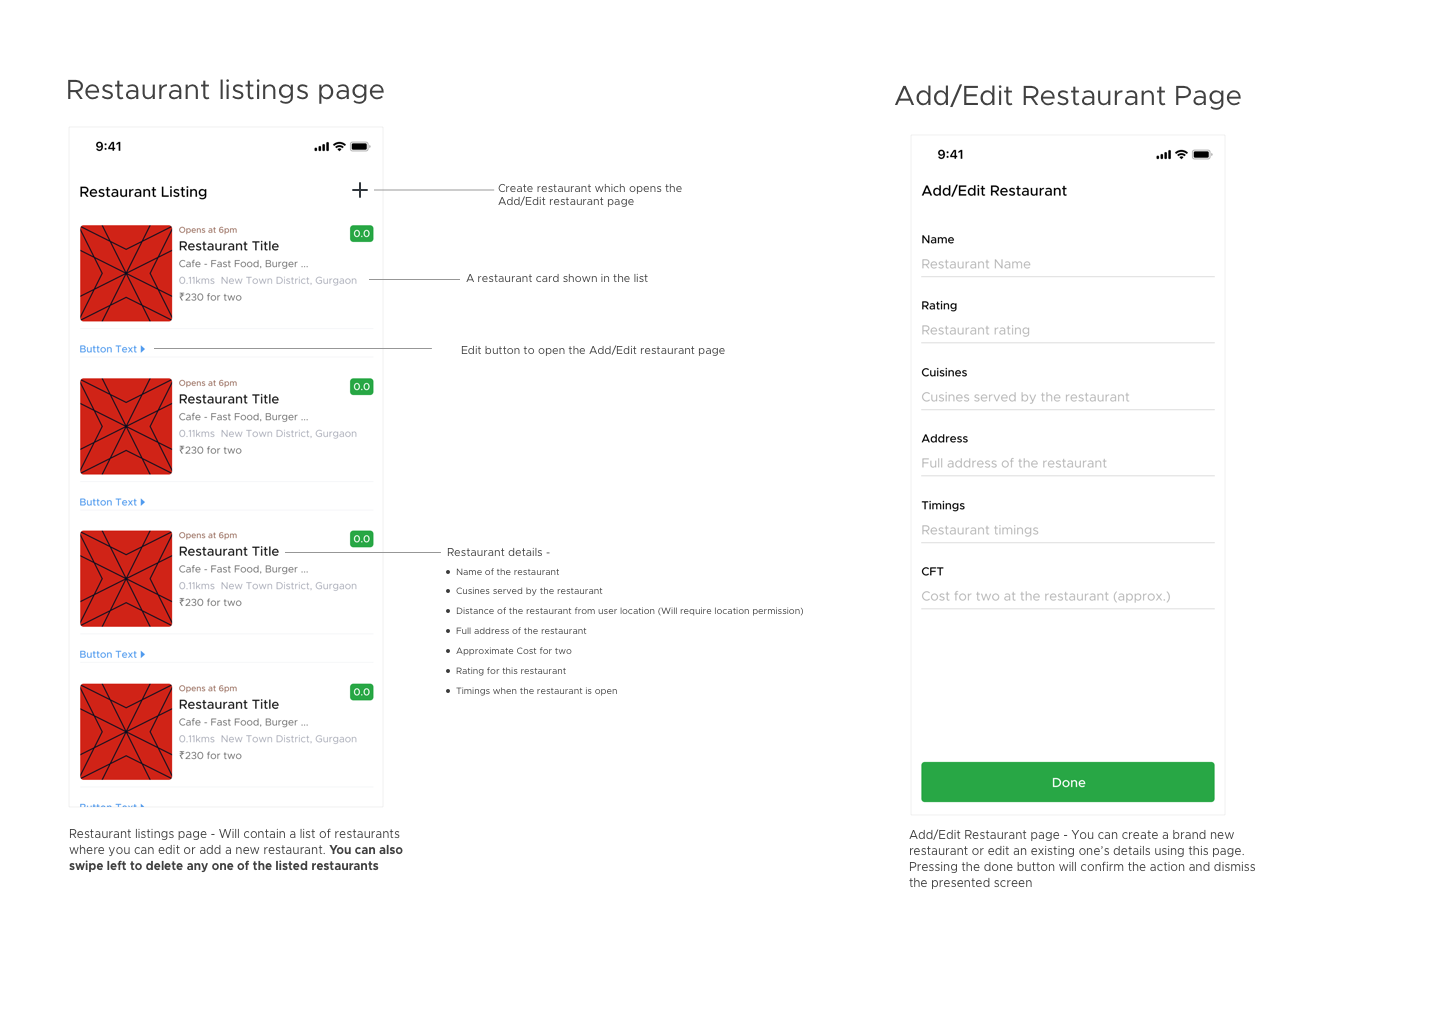 Restaurant listings page
9:41
Restaurant Listing
Create restaurant which opens the
Add/Edit restaurant page
Opens at 6pm
0.0
Restaurant Title
Cafe - Fast Food, Burger ...
0.11kms New Town District, Gurgaon
A restaurant card shown in the list
₹230 for two
Button Text
Edit button to open the Add/Edit restaurant page
Opens at 6pm
0.0
Restaurant Title
Cafe - Fast Food, Burger ...
0.11kms New Town District, Gurgaon
₹230 for two
Button Text
Opens at 6pm
0.0
Restaurant Title
Cafe - Fast Food, Burger ...
0.11kms New Town District, Gurgaon
₹230 for two
Button Text
Restaurant details -
Name of the restaurant
Cusines served by the restaurant
Distance of the restaurant from user location (Will require location permission)
Full address of the restaurant
Approximate Cost for two
Rating for this restaurant
Timings when the restaurant is open
Opens at 6pm
0.0
Restaurant Title
Cafe - Fast Food, Burger ...
0.11kms New Town District, Gurgaon
₹230 for two
Button Text
Restaurant listings page - Will contain a list of restaurants
where you can edit or add a new restaurant. You can also
swipe left to delete any one of the listed restaurants
Add/Edit Restaurant Page
9:41
Add/Edit Restaurant
Name
Restaurant Name
Rating
Restaurant rating
Cuisines
Cusines served by the restaurant
Address
Full address of the restaurant
Timings
Restaurant timings
CFT
Cost for two at the restaurant (approx.)
Done
Add/Edit Restaurant page - You can create a brand new
restaurant or edit an existing one's details using this page.
Pressing the done button will confirm the action and dismiss
the presented screen